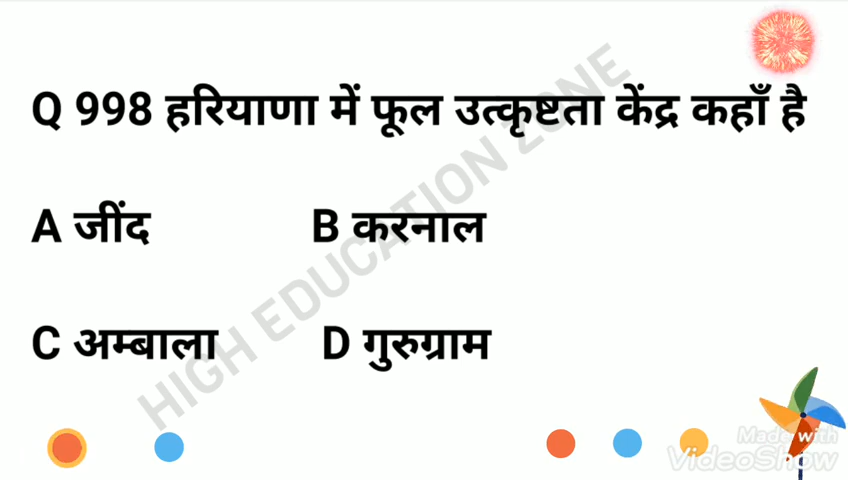 Q 998 हरियाणा में फूल उत्कृष्टता केंद्र कहाँ है
A जींद B करनाल
C अम्बाला D गुरुग्राम
HIGH EDUCATION ZONE
Made with
VideoShow